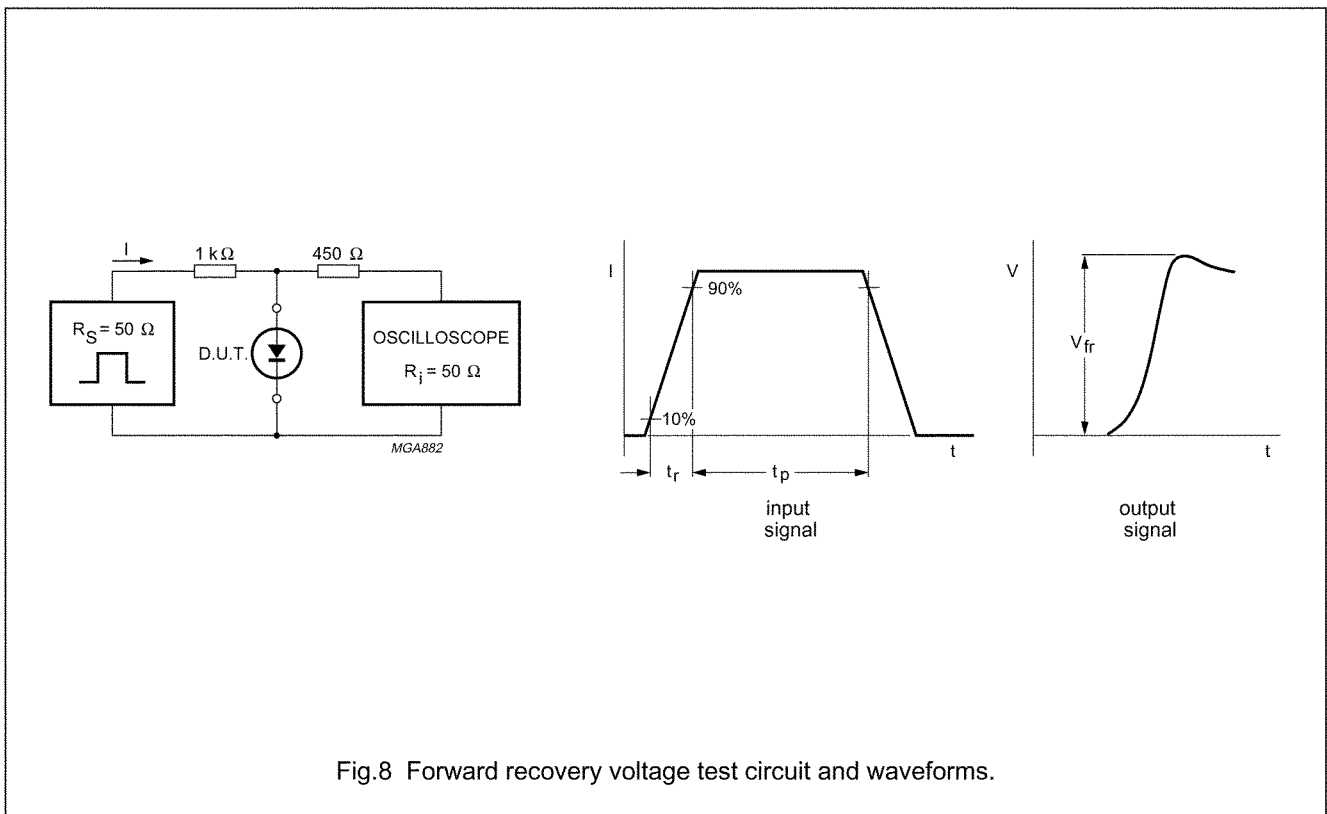 I
1 kΩ
450 Ω
R_S = 50 Ω
D.U.T.
OSCILLOSCOPE
R_i = 50 Ω
MGA882
I
90%
10%
t
t_r
t_p
input
signal
V
V_fr
t
output
signal
Fig.8 Forward recovery voltage test circuit and waveforms.